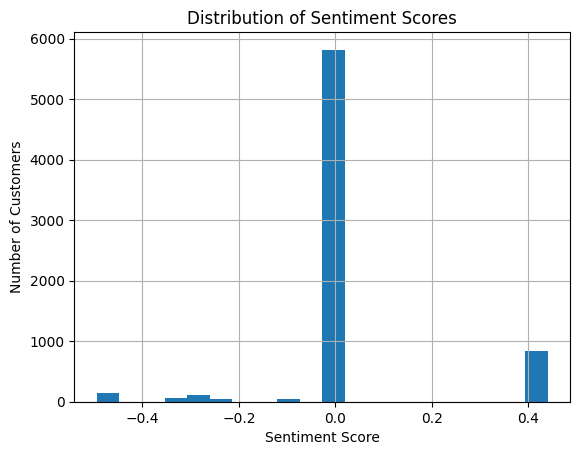 Distribution of Sentiment Scores
6000
5000
4000
3000
2000
1000
0
Number of Customers
−0.4 −0.2 0.0 0.2 0.4
Sentiment Score